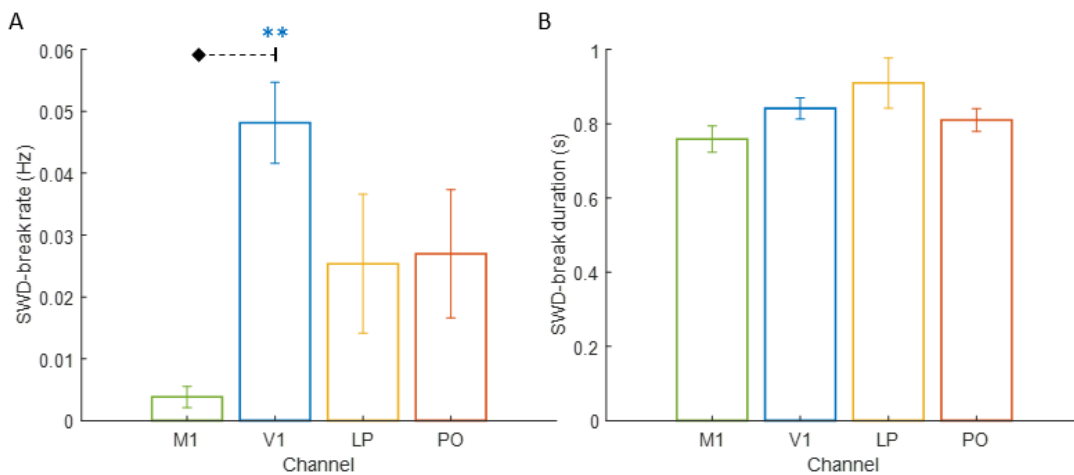 A
**
SWD-break rate (Hz)
0.06
0.05
0.04
0.03
0.02
0.01
0
M1 V1 LP PO
Channel
B
SWD-break duration (s)
1
0.8
0.6
0.4
0.2
0
M1 V1 LP PO
Channel